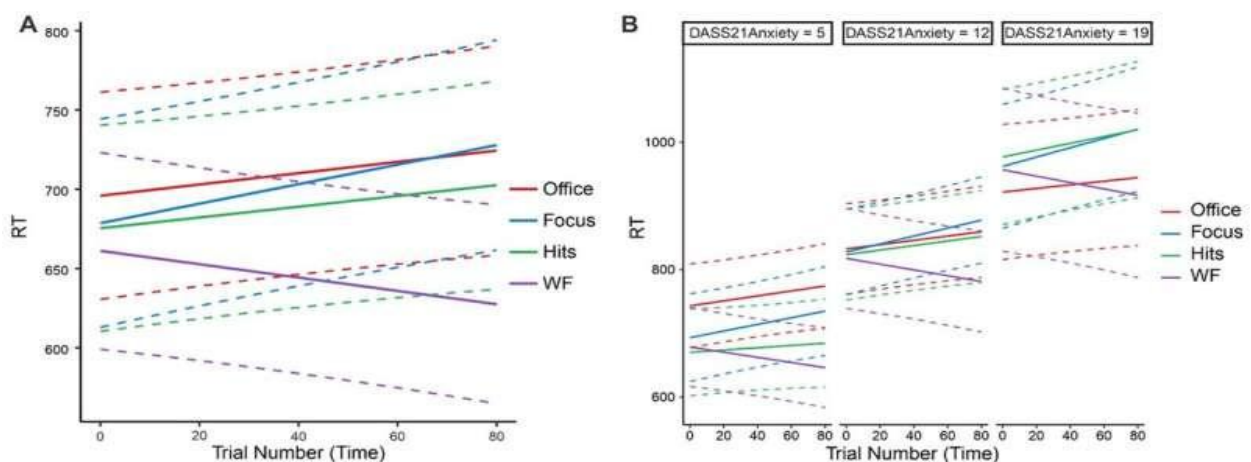 A
800
750
700
650
600
RT
0 20 40 60 80
Trial Number (Time)
Office
Focus
Hits
WF
B
DASS21Anxiety = 5 DASS21Anxiety = 12 DASS21Anxiety = 19
1000
800
600
RT
0 20 40 60 80 0 20 40 60 80 0 20 40 60 80
Trial Number (Time)
Office
Focus
Hits
WF